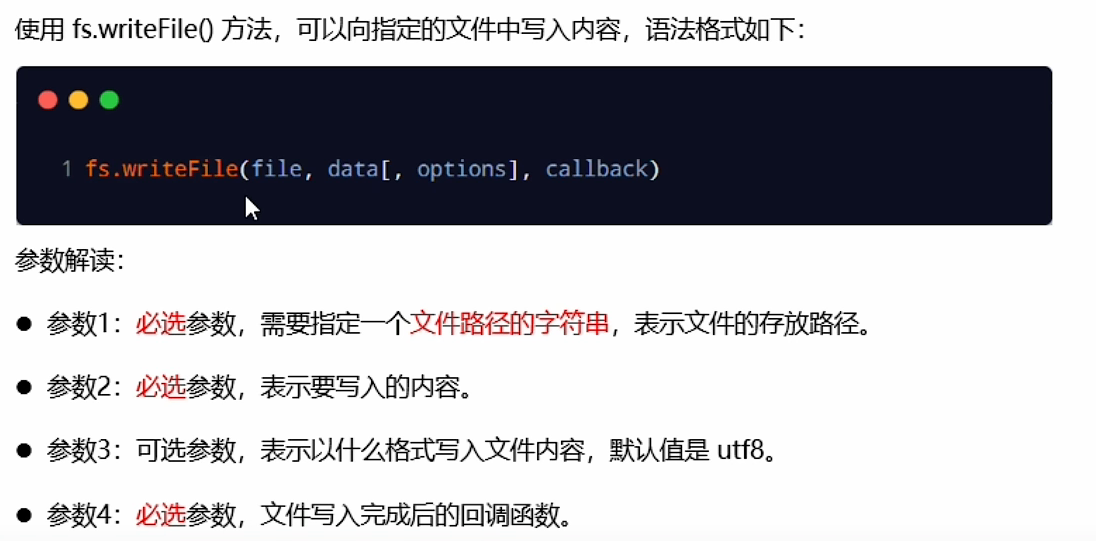 使用 fs.writeFile() 方法，可以向指定的文件中写入内容，语法格式如下：
1 fs.writeFile(file, data[, options], callback)
参数解读：
● 参数1：必选参数，需要指定一个文件路径的字符串，表示文件的存放路径。
● 参数2：必选参数，表示要写入的内容。
● 参数3：可选参数，表示以什么格式写入文件内容，默认值是 utf8。
● 参数4：必选参数，文件写入完成后的回调函数。